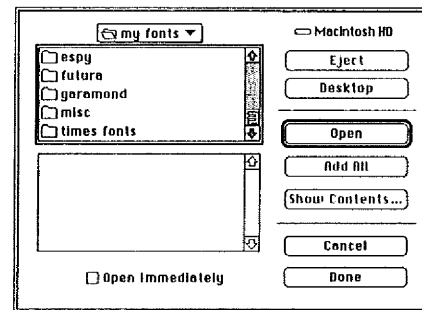 my fonts
espy
futura
garamond
misc
times fonts
Open Immediately
Macintosh HD
Eject
Desktop
Open
Add All
Show Contents...
Cancel
Done